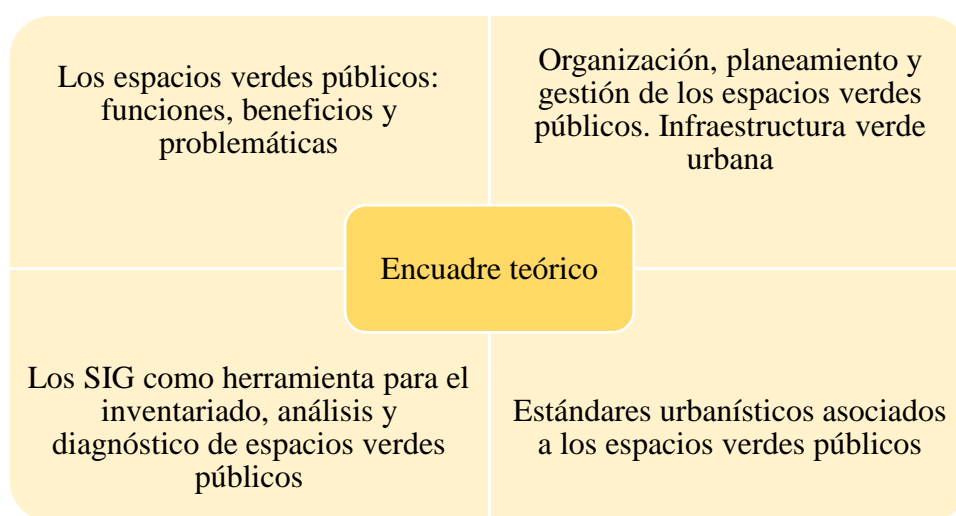 Los espacios verdes públicos:
funciones, beneficios y
problemáticas
Organización, planeamiento y
gestión de los espacios verdes
públicos. Infraestructura verde
urbana
Encuadre teórico
Los SIG como herramienta para el
inventariado, análisis y
diagnóstico de espacios verdes
públicos
Estándares urbanísticos asociados
a los espacios verdes públicos